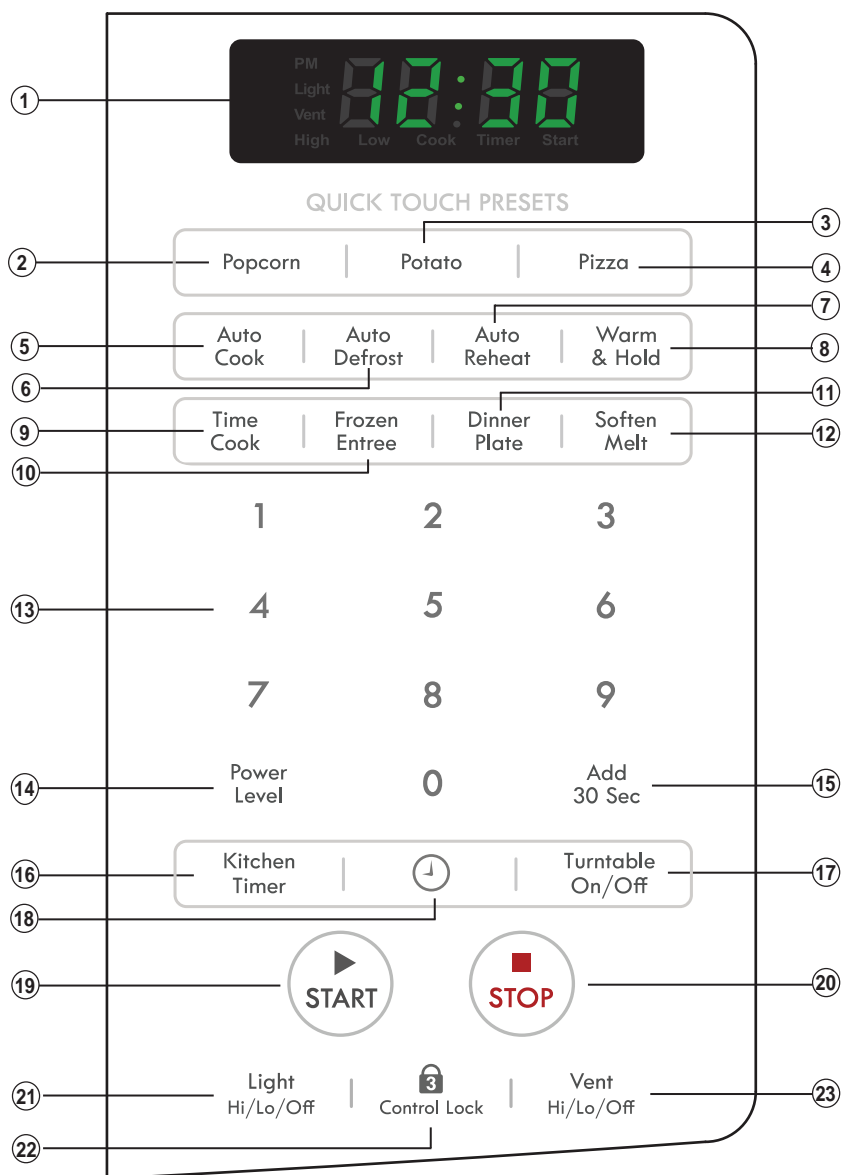 PM
Light
Vent
12:30
High Low Cook Timer Start
1
QUICK TOUCH PRESETS
3
2 Popcorn Potato Pizza 4
7
5 Auto Cook
Auto Defrost
Auto Reheat
Warm & Hold 8
6
11
9 Time Cook
Frozen Entree
Dinner Plate
Soften Melt 12
10
1 2 3
13 4 5 6
7 8 9
14 Power Level
0
Add 30 Sec 15
16 Kitchen Timer
Turntable On/Off 17
18
19 START STOP 20
21 Light Hi/Lo/Off
3
Control Lock
Vent Hi/Lo/Off 23
22